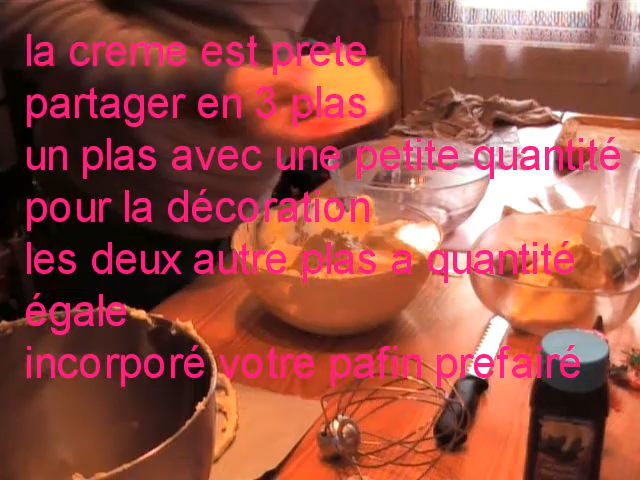 la creme est prete
partager en 3 plas
un plas avec une petite quantité
pour la décoration
les deux autre plas a quantité
égale
incorporé votre pafin prefairé